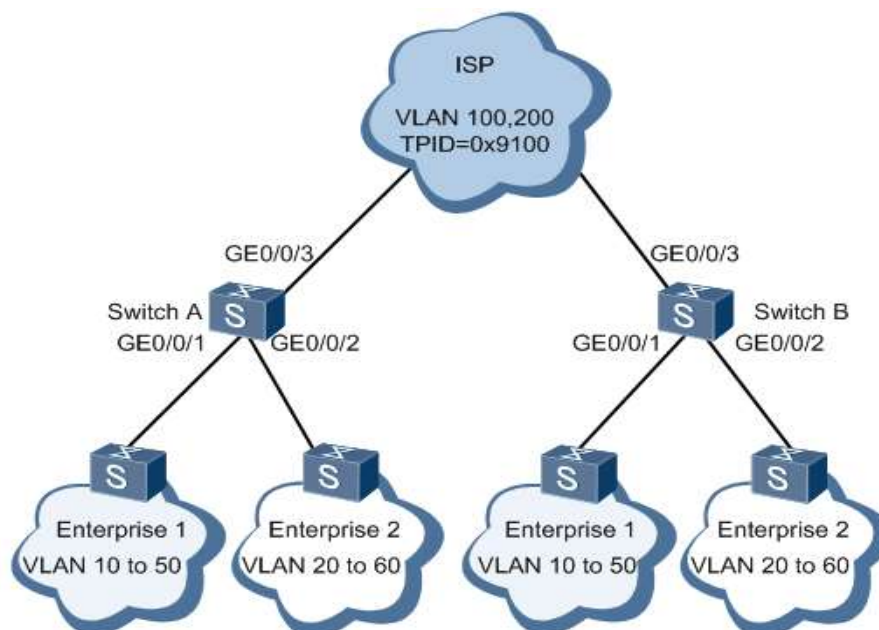 ISP
VLAN 100,200
TPID=0x9100
GE0/0/3
GE0/0/3
Switch A
S
S
Switch B
GE0/0/1
GE0/0/2
GE0/0/1
GE0/0/2
S
S
S
S
Enterprise 1
VLAN 10 to 50
Enterprise 2
VLAN 20 to 60
Enterprise 1
VLAN 10 to 50
Enterprise 2
VLAN 20 to 60